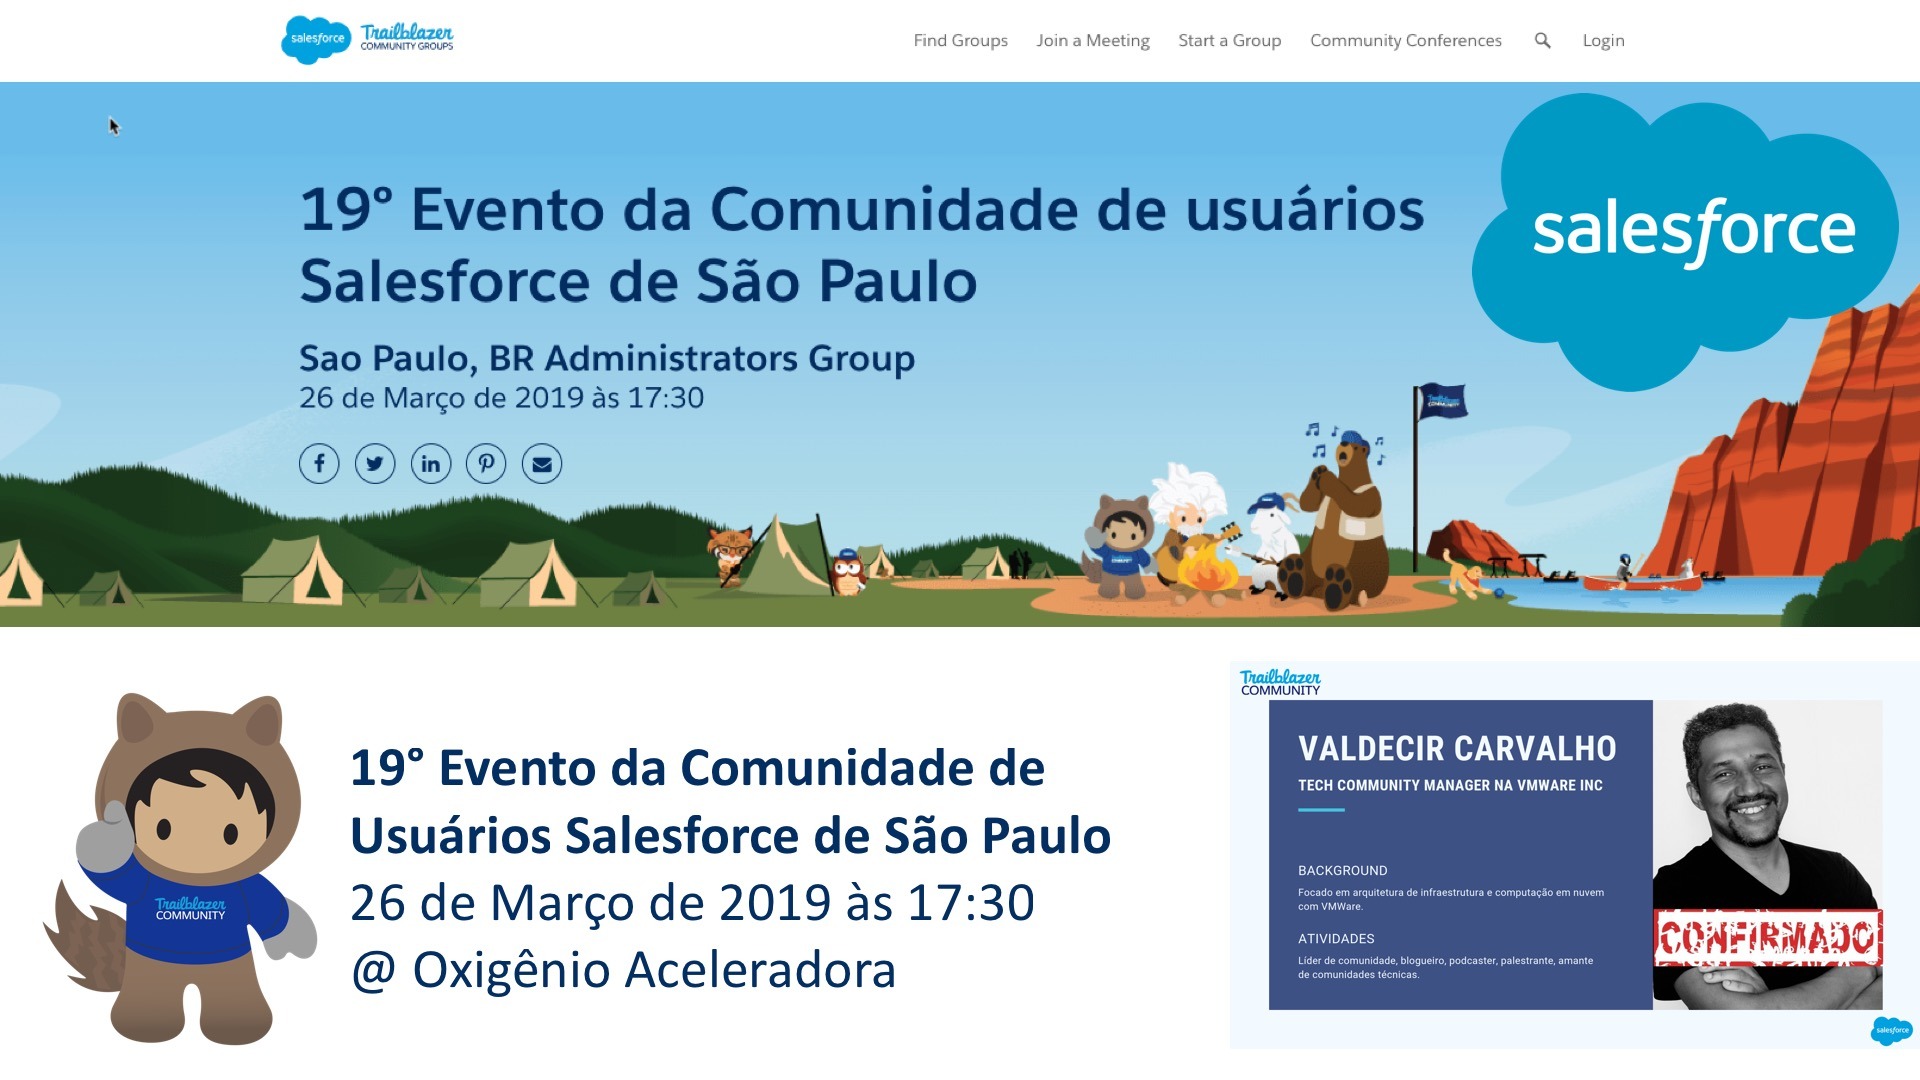 salesforce
Trailblazer
COMMUNITY GROUPS
Find Groups
Join a Meeting
Start a Group
Community Conferences
Login
19° Evento da Comunidade de usuários
Salesforce de São Paulo
salesforce
Sao Paulo, BR Administrators Group
26 de Março de 2019 às 17:30
Trailblazer
COMMUNITY
19° Evento da Comunidade de
Usuários Salesforce de São Paulo
26 de Março de 2019 às 17:30
@ Oxigênio Aceleradora
Trailblazer
COMMUNITY
VALDECIR CARVALHO
TECH COMMUNITY MANAGER NA VMWARE INC
BACKGROUND
Focado em arquitetura de infraestrutura e computação em nuvem
com VMWare.
ATIVIDADES
Líder de comunidade, blogueiro, podcaster, palestrante, amante
de comunidades técnicas.
CONFIRMADO
salesforce